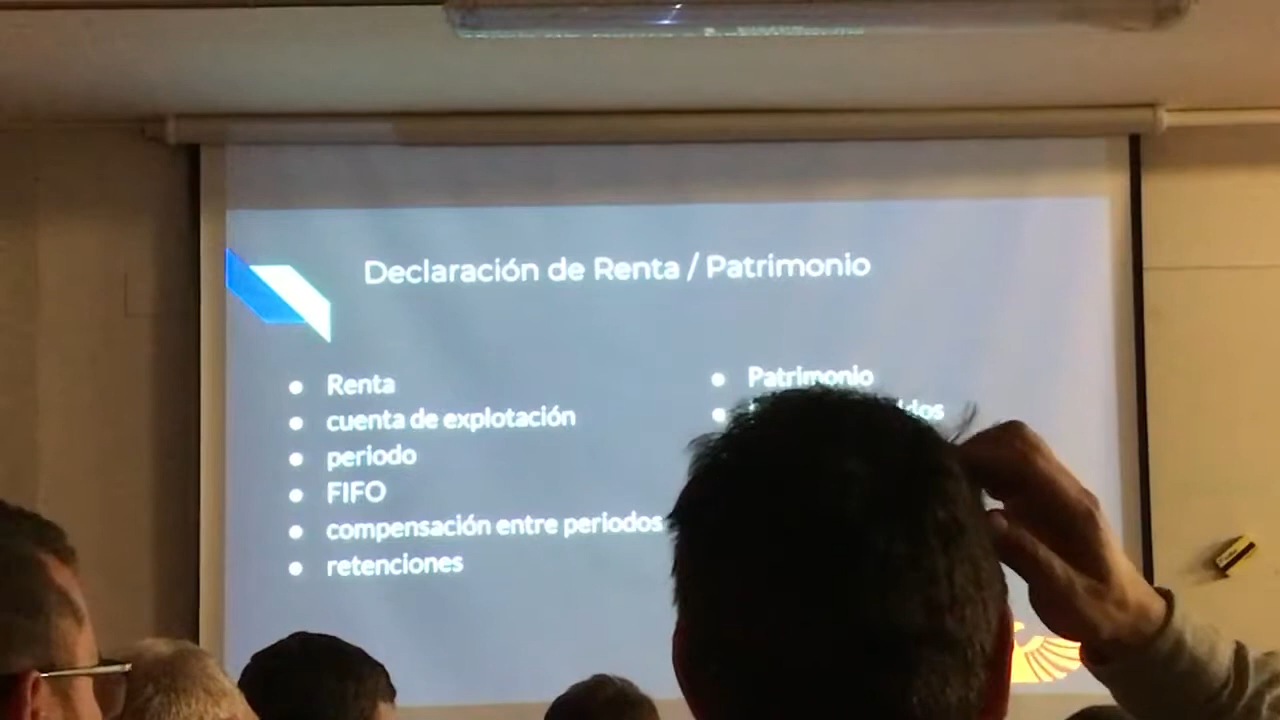 Declaración de Renta / Patrimonio
Renta
cuenta de explotación
periodo
FIFO
compensación entre periodos
retenciones
Patrimonio